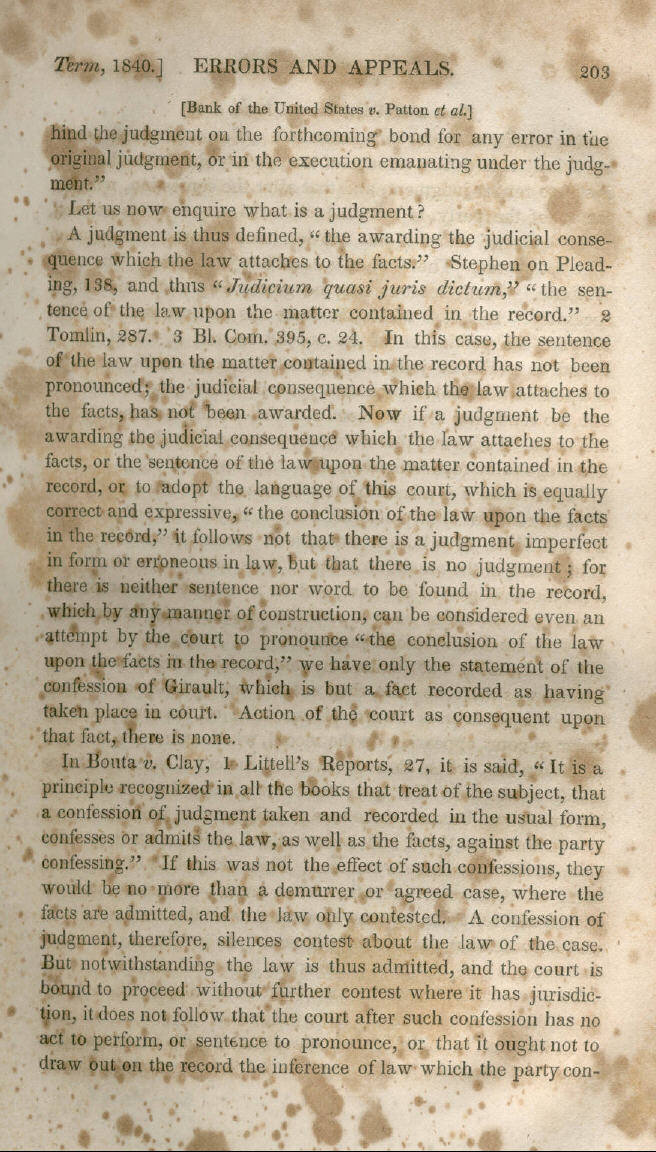 Term, 1840.] ERRORS AND APPEALS. 203
[Bank of the United States v. Patton et al.]
hind the judgment on the forthcoming bond for any error in the
original judgment, or in the execution emanating under the judg-
ment."
Let us now enquire what is a judgment?
A judgment is thus defined, "the awarding the judicial conse-
quence which the law attaches to the facts." Stephen on Plead-
ing, 138, and thus "Judicium quasi juris dictum," "the sen-
tence of the law upon the matter contained in the record." 2
Tomlin, 287. 3 Bl. Com. 395, c. 24. In this case, the sentence
of the law upon the matter contained in the record has not been
pronounced; the judicial consequence which the law attaches to
the facts, has not been awarded. Now if a judgment be the
awarding the judicial consequence which the law attaches to the
facts, or the sentence of the law upon the matter contained in the
record, or to adopt the language of this court, which is equally
correct and expressive, "the conclusion of the law upon the facts
in the record," it follows not that there is a judgment imperfect
in form or erroneous in law, but that there is no judgment; for
there is neither sentence nor word to be found in the record,
which by any manner of construction, can be considered even an
attempt by the court to pronounce "the conclusion of the law
upon the facts in the record," we have only the statement of the
confession of Girault, which is but a fact recorded as having
taken place in court. Action of the court as consequent upon
that fact, there is none.
In Bouta v. Clay, 1 Littell's Reports, 27, it is said, "It is a
principle recognized in all the books that treat of the subject, that
a confession of judgment taken and recorded in the usual form,
confesses or admits the law, as well as the facts, against the party
confessing." If this was not the effect of such confessions, they
would be no more than a demurrer or agreed case, where the
facts are admitted, and the law only contested. A confession of
judgment, therefore, silences contest about the law of the case.
But notwithstanding the law is thus admitted, and the court is
bound to proceed without further contest where it has jurisdic-
tion, it does not follow that the court after such confession has no
act to perform, or sentence to pronounce, or that it ought not to
draw out on the record the inference of law which the party con-